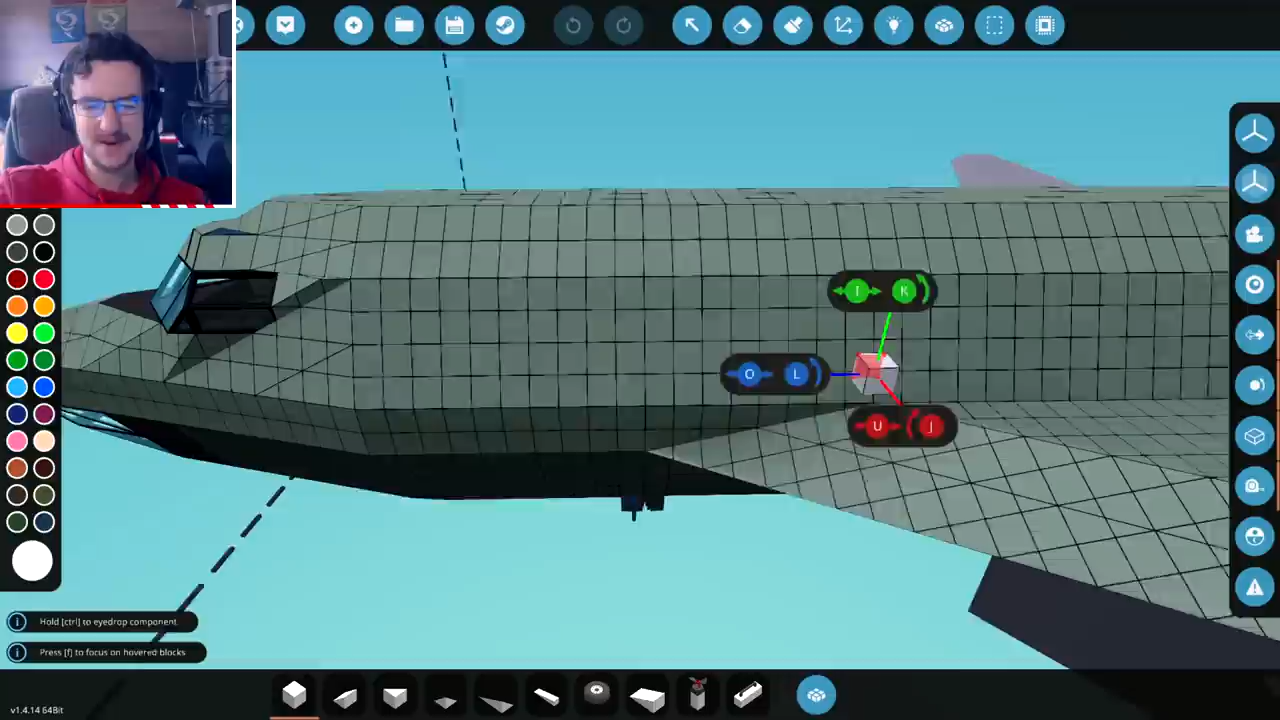 I K
O L
U J
Hold [ctrl] to eyedrop component
Press [f] to focus on hovered blocks
v1.4.14 64Bit